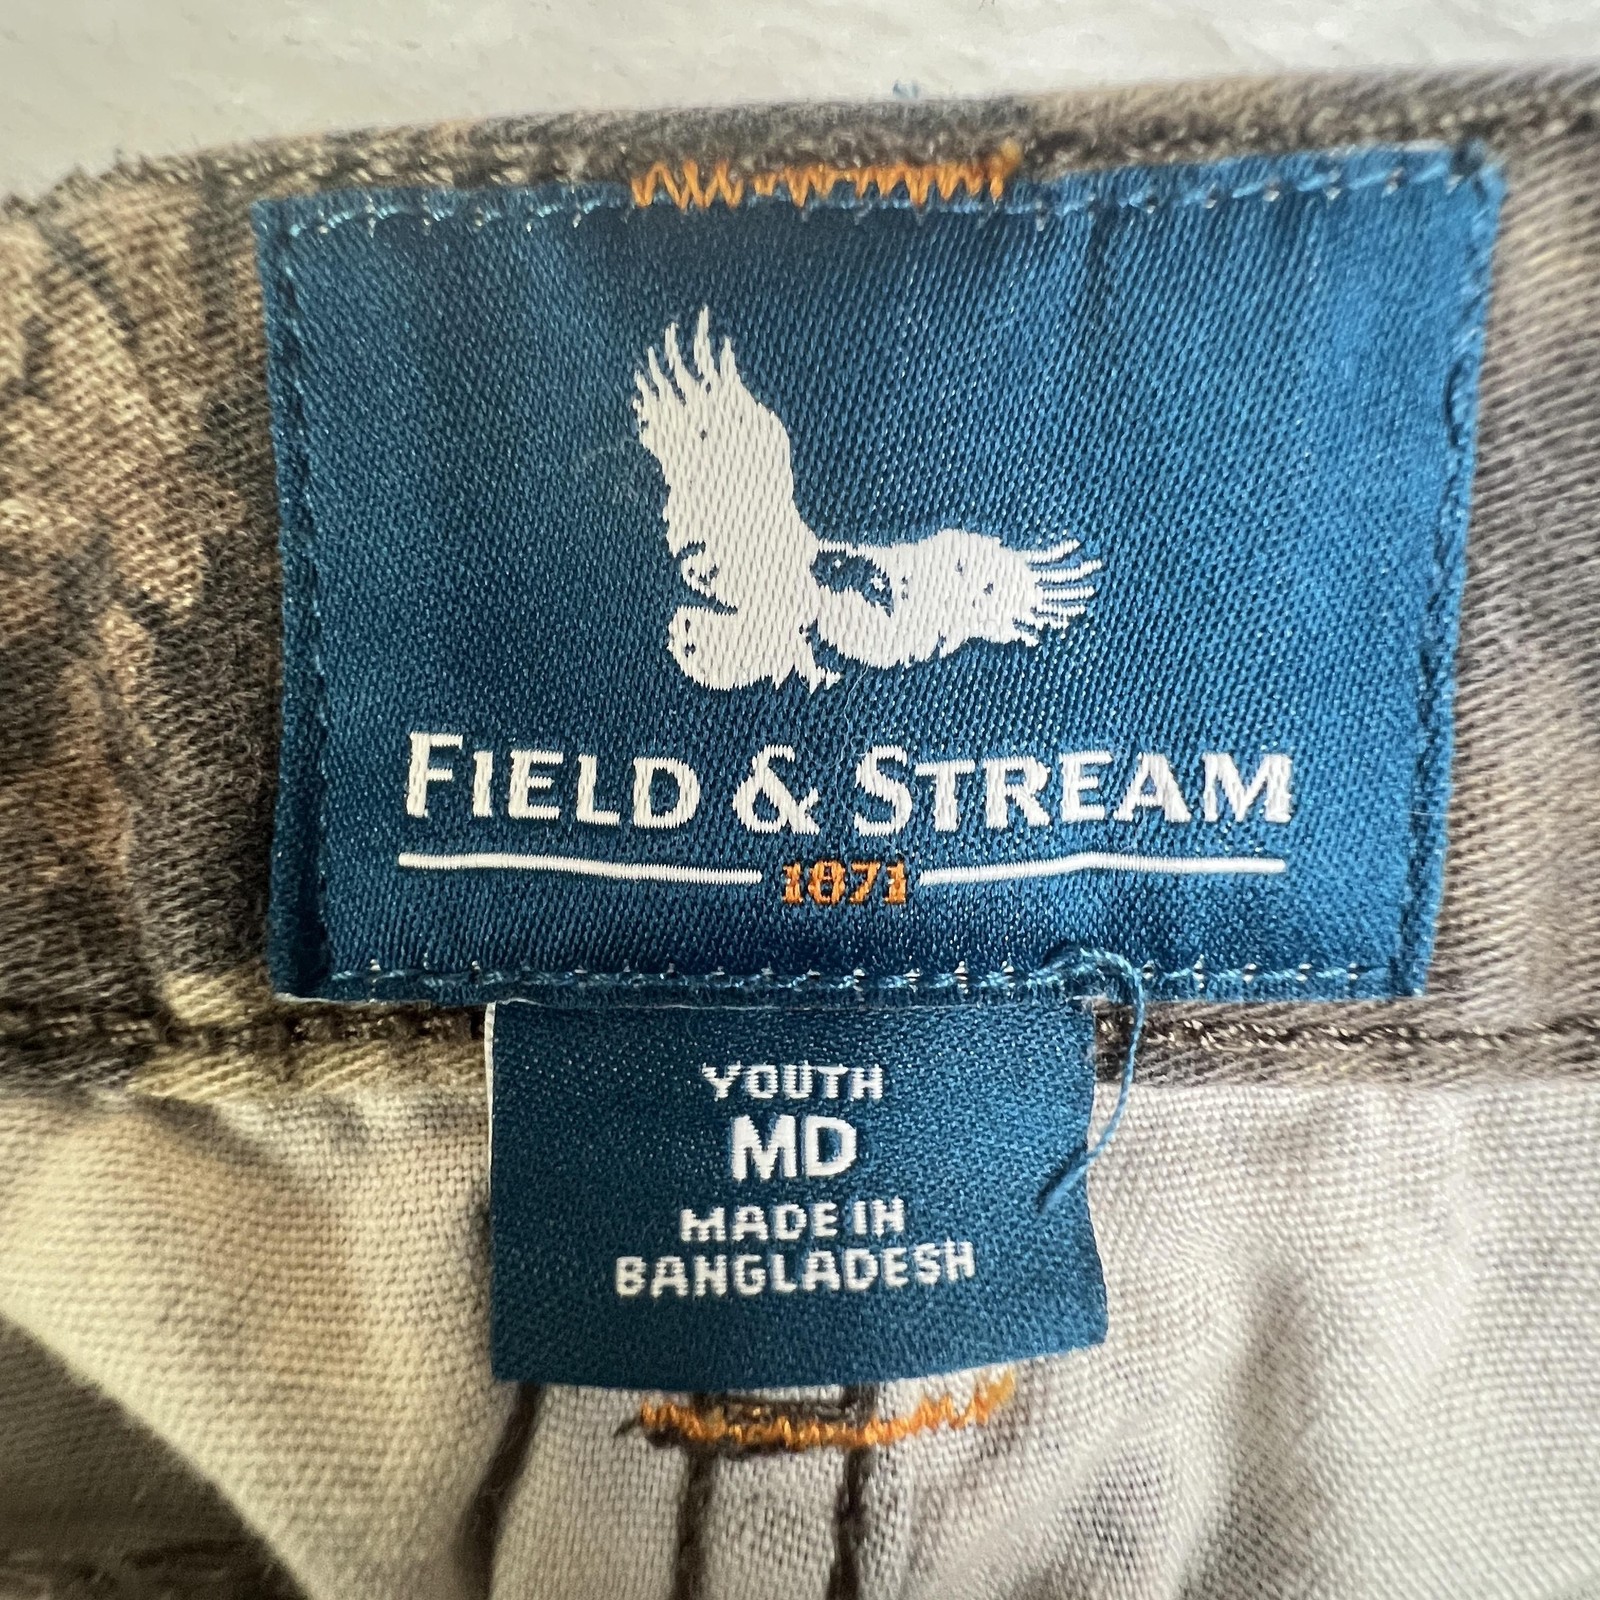 FIELD & STREAM
1871
YOUTH
MD
MADE IN
BANGLADESH